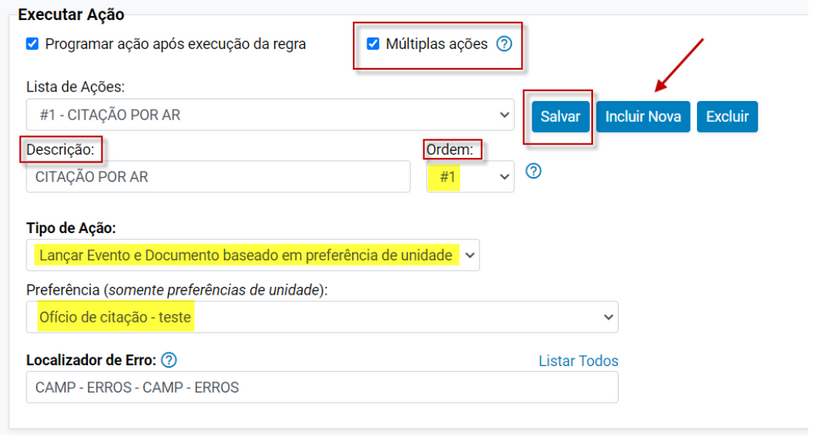 Executar Ação
Programar ação após execução da regra
Múltiplas ações ?
Lista de Ações:
#1 - CITAÇÃO POR AR
Salvar
Incluir Nova
Excluir
Descrição:
Ordem:
CITAÇÃO POR AR
#1
?
Tipo de Ação:
Lançar Evento e Documento baseado em preferência de unidade
Preferência (somente preferências de unidade):
Ofício de citação - teste
Localizador de Erro: ?
Listar Todos
CAMP - ERROS - CAMP - ERROS